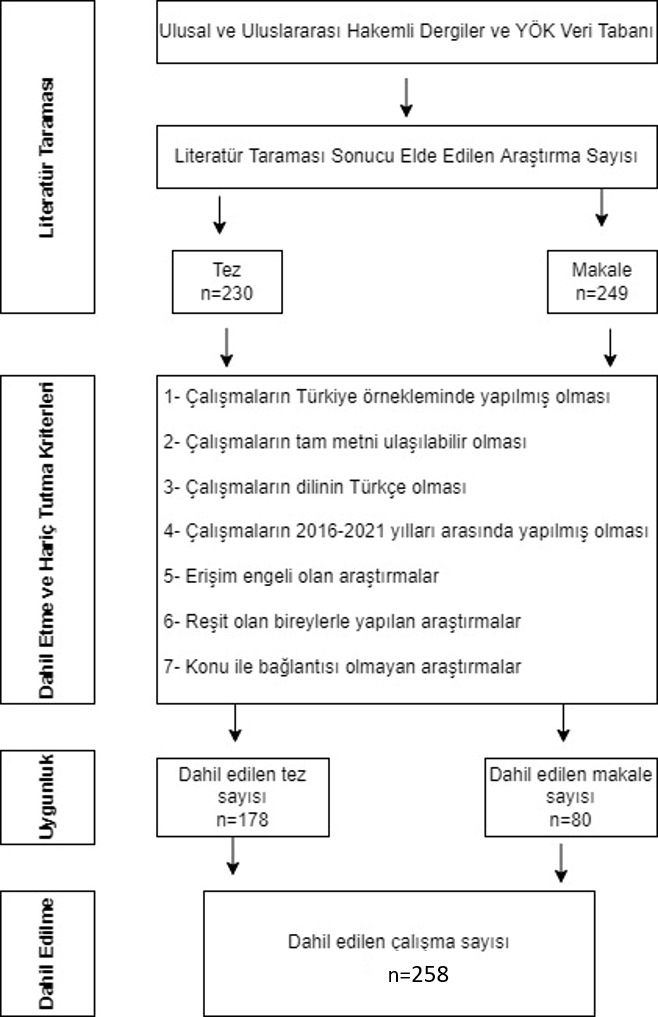 Literatür Taraması
Ulusal ve Uluslararası Hakemli Dergiler ve YÖK Veri Tabanı
Literatür Taraması Sonucu Elde Edilen Araştırma Sayısı
Tez
n=230
Makale
n=249
Dahil Etme ve Hariç Tutma Kriterleri
1- Çalışmaların Türkiye örnekleminde yapılmış olması
2- Çalışmaların tam metni ulaşılabilir olması
3- Çalışmaların dilinin Türkçe olması
4- Çalışmaların 2016-2021 yılları arasında yapılmış olması
5- Erişim engeli olan araştırmalar
6- Reşit olan bireylerle yapılan araştırmalar
7- Konu ile bağlantısı olmayan araştırmalar
Uygunluk
Dahil edilen tez
sayısı
n=178
Dahil edilen makale
sayısı
n=80
Dahil Edilme
Dahil edilen çalışma sayısı
n=258